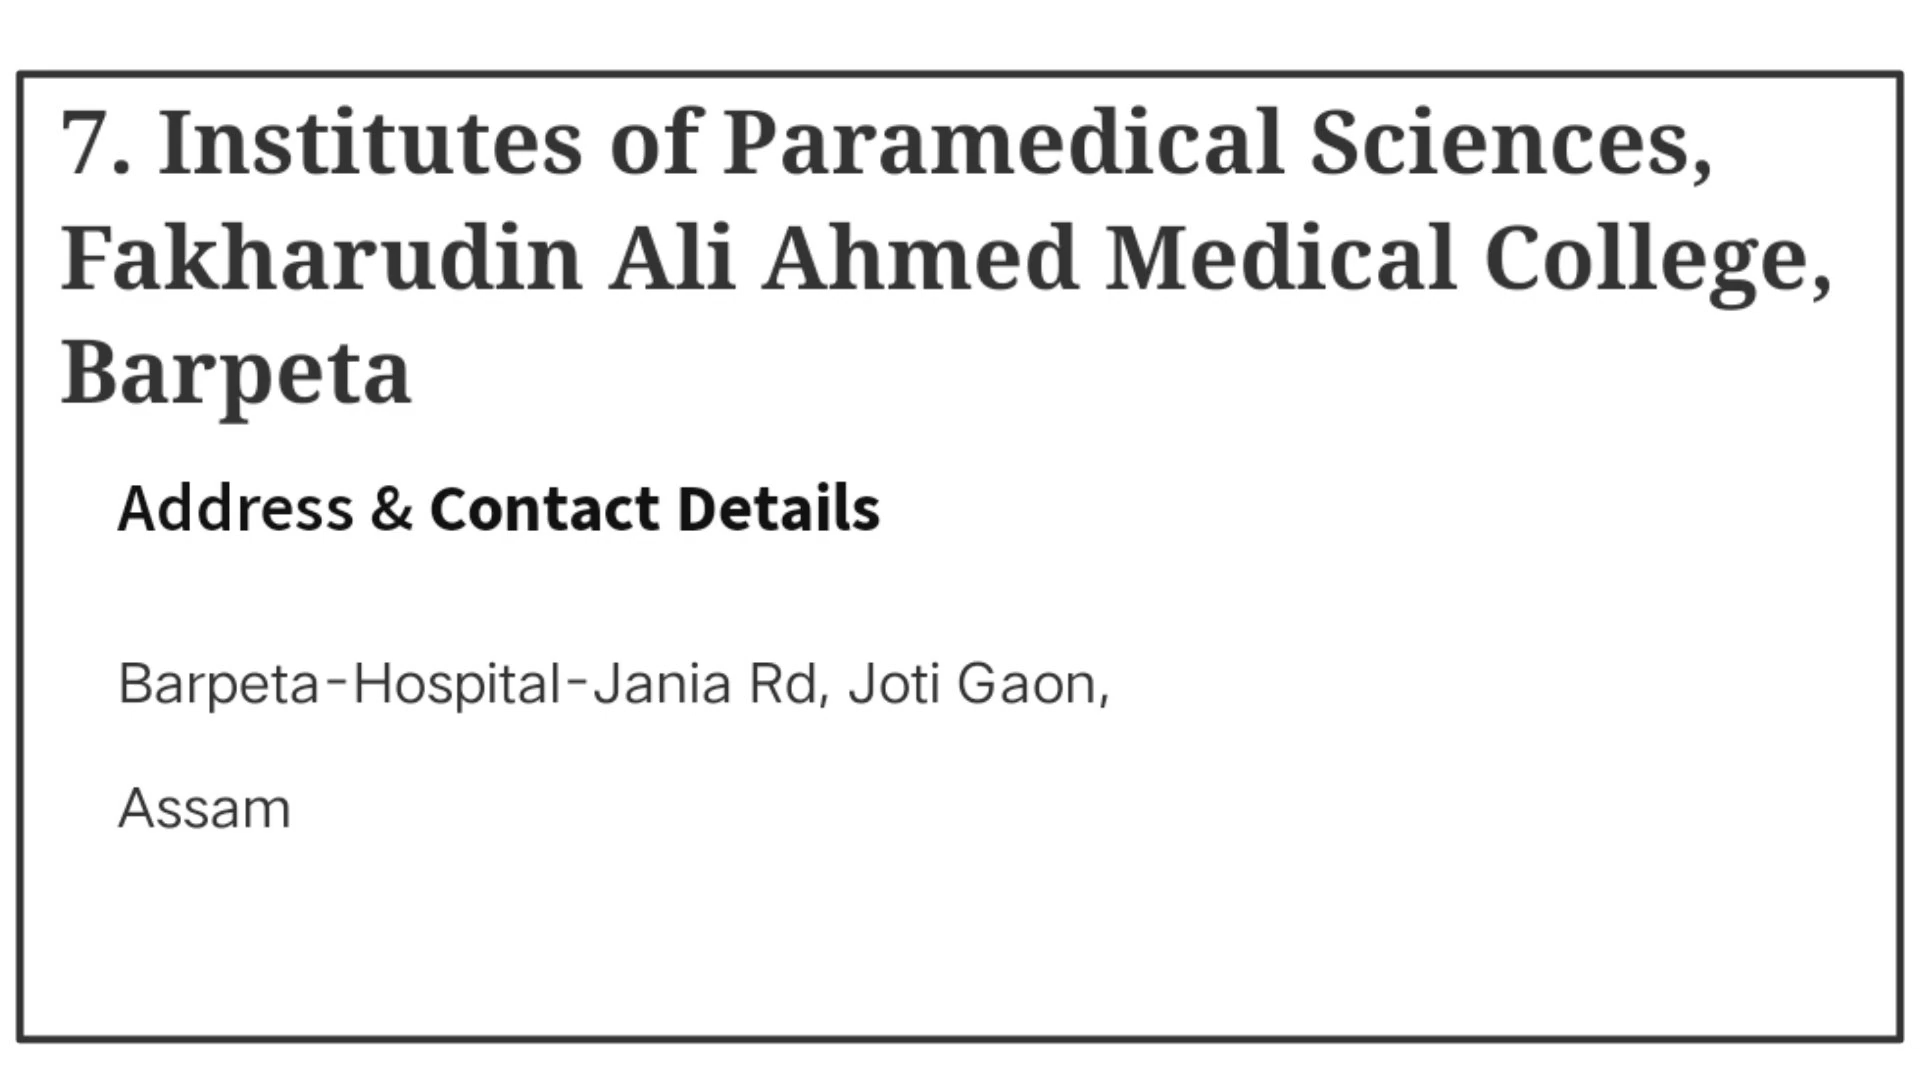 7. Institutes of Paramedical Sciences,
Fakharudin Ali Ahmed Medical College,
Barpeta
Address & Contact Details
Barpeta-Hospital-Jania Rd, Joti Gaon,
Assam